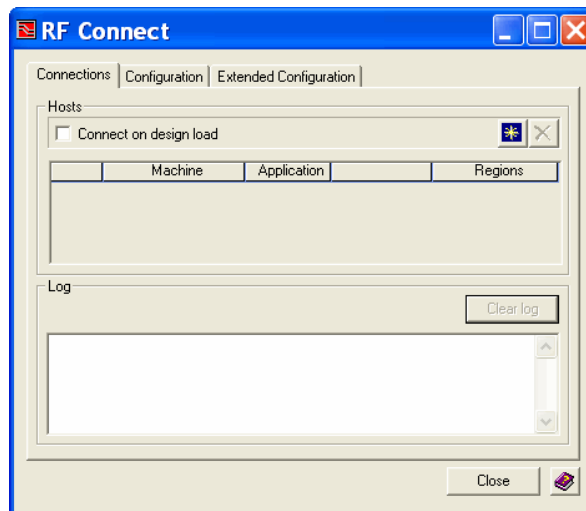 RF Connect
Connections Configuration Extended Configuration
Hosts
Connect on design load
Machine Application Regions
Log
Clear log
Close